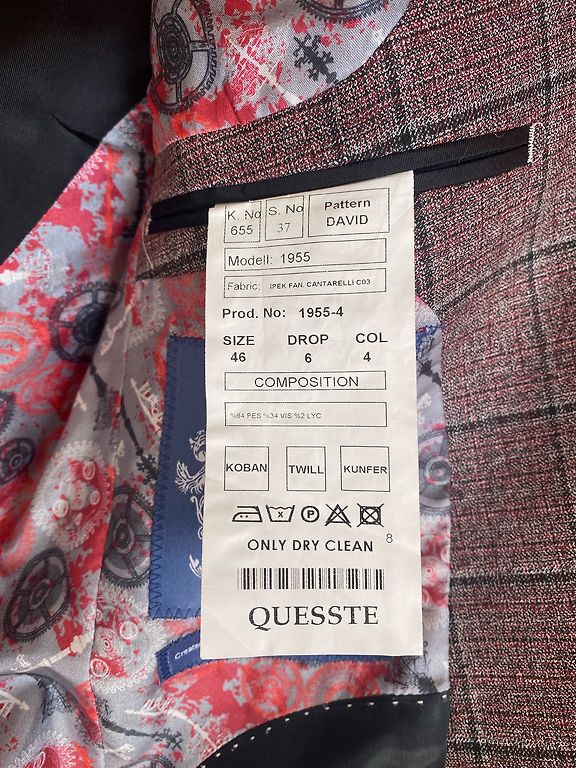 K. No
655
S. No
37
Pattern
DAVID
Modell: 1955
Fabric: IPEK FAN. CANTARELLI C03
Prod. No: 1955-4
SIZE DROP COL
46 6 4
COMPOSITION
%64 PES %34 VIS %2 LYC
KOBAN TWILL KUNFER
P
ONLY DRY CLEAN 8
QUESSTE
Create